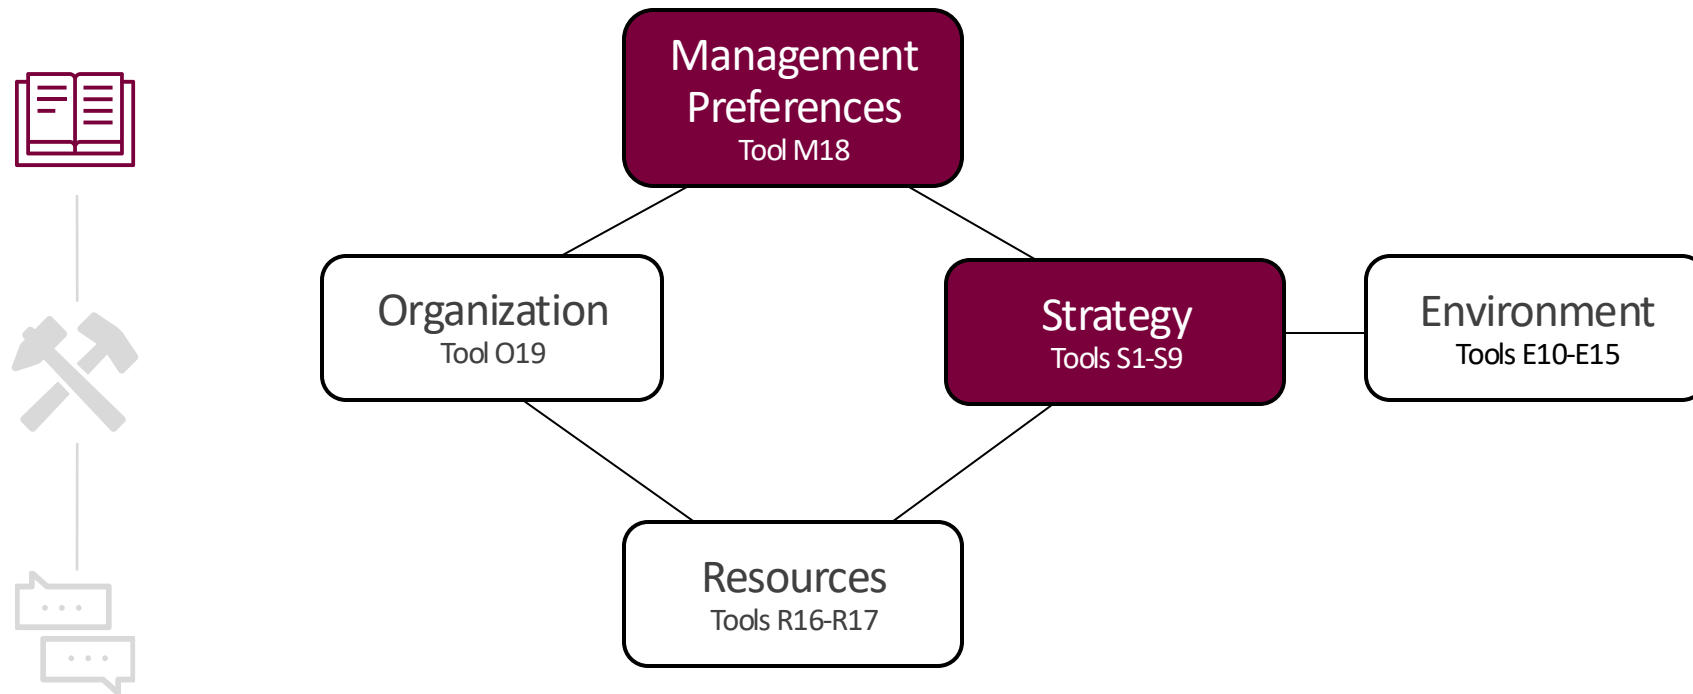 Management
Preferences
Tool M18
Organization
Tool O19
Strategy
Tools S1-S9
Environment
Tools E10-E15
Resources
Tools R16-R17